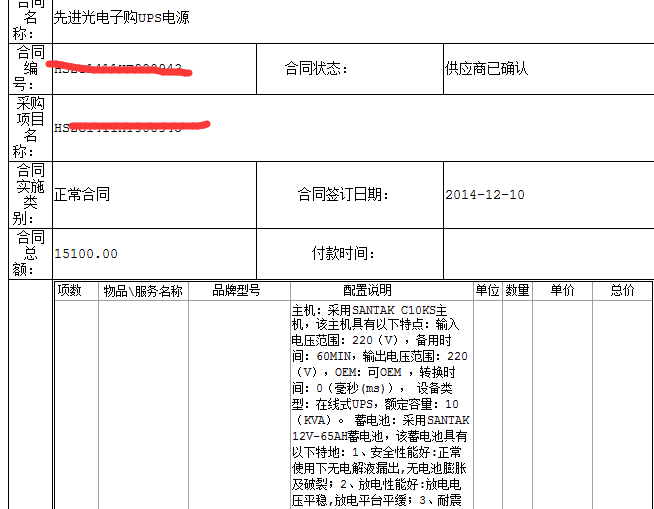 合同
名
称：
先进光电子购UPS电源
合同
编
号：
合同状态：
供应商已确认
采购
项目
名
称：
合同
实施
类
别：
正常合同
合同签订日期：
2014-12-10
合同
总
额：
15100.00
付款时间：
项数 物品\服务名称 品牌型号 配置说明 单位 数量 单价 总价
主机：采用SANTAK C10KS主
机，该主机具有以下特点：输入
电压范围：220（V），备用时
间：60MIN，输出电压范围：220
（V），OEM：可OEM ，转换时
间：0（毫秒(ms)）， 设备类
型：在线式UPS，额定容量：10
（KVA）。 蓄电池：采用SANTAK
12V-65AH蓄电池，该蓄电池具有
以下特地：1、安全性能好:正常
使用下无电解液漏出,无电池膨胀
及破裂；2、放电性能好:放电电
压平稳,放电平台平缓；3、耐震